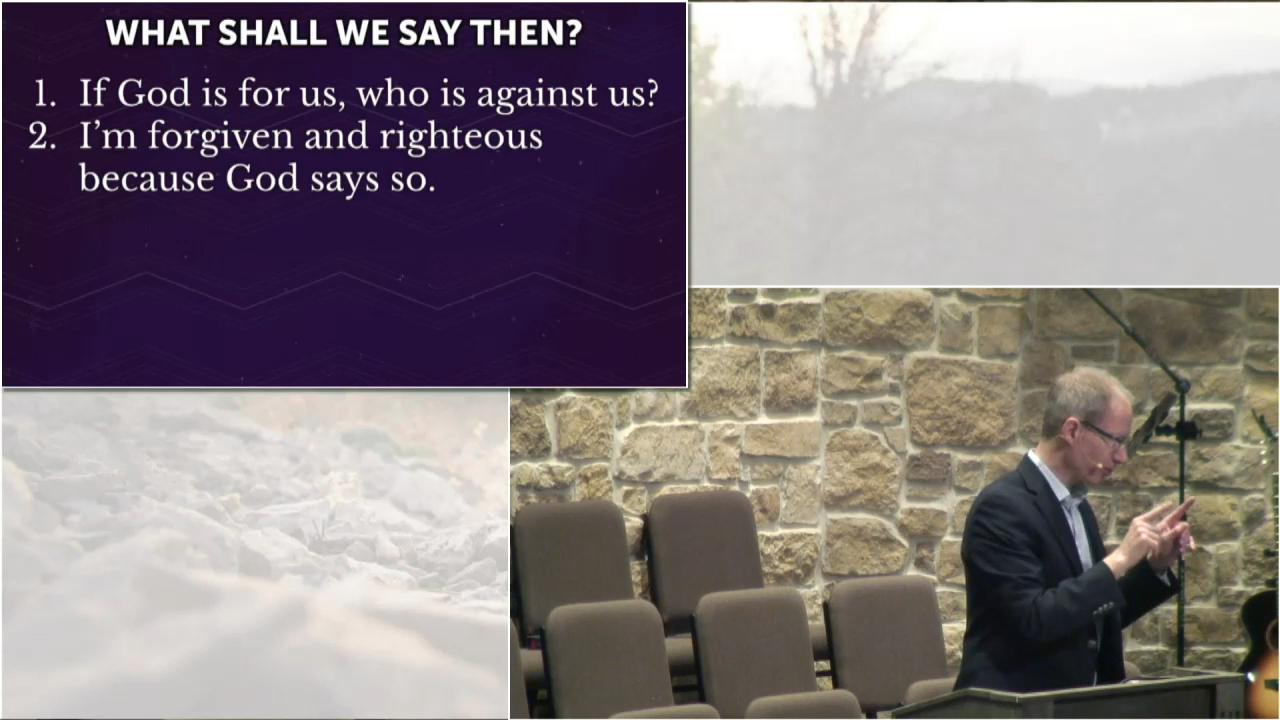 WHAT SHALL WE SAY THEN?
1. If God is for us, who is against us?
2. I’m forgiven and righteous
because God says so.